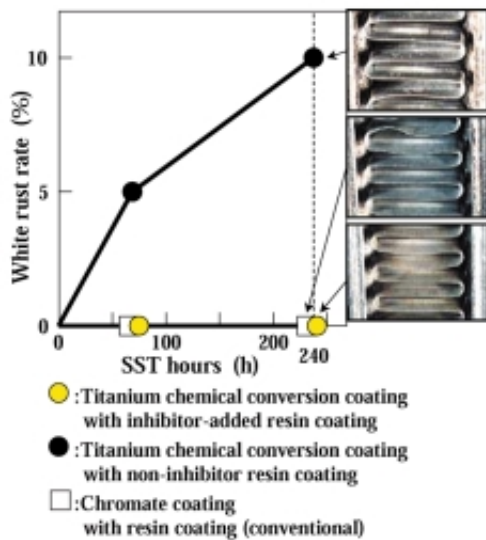 10
White rust rate (%)
5
0
0
100
200
240
SST hours (h)
:Titanium chemical conversion coating
with inhibitor-added resin coating
:Titanium chemical conversion coating
with non-inhibitor resin coating
:Chromate coating
with resin coating (conventional)